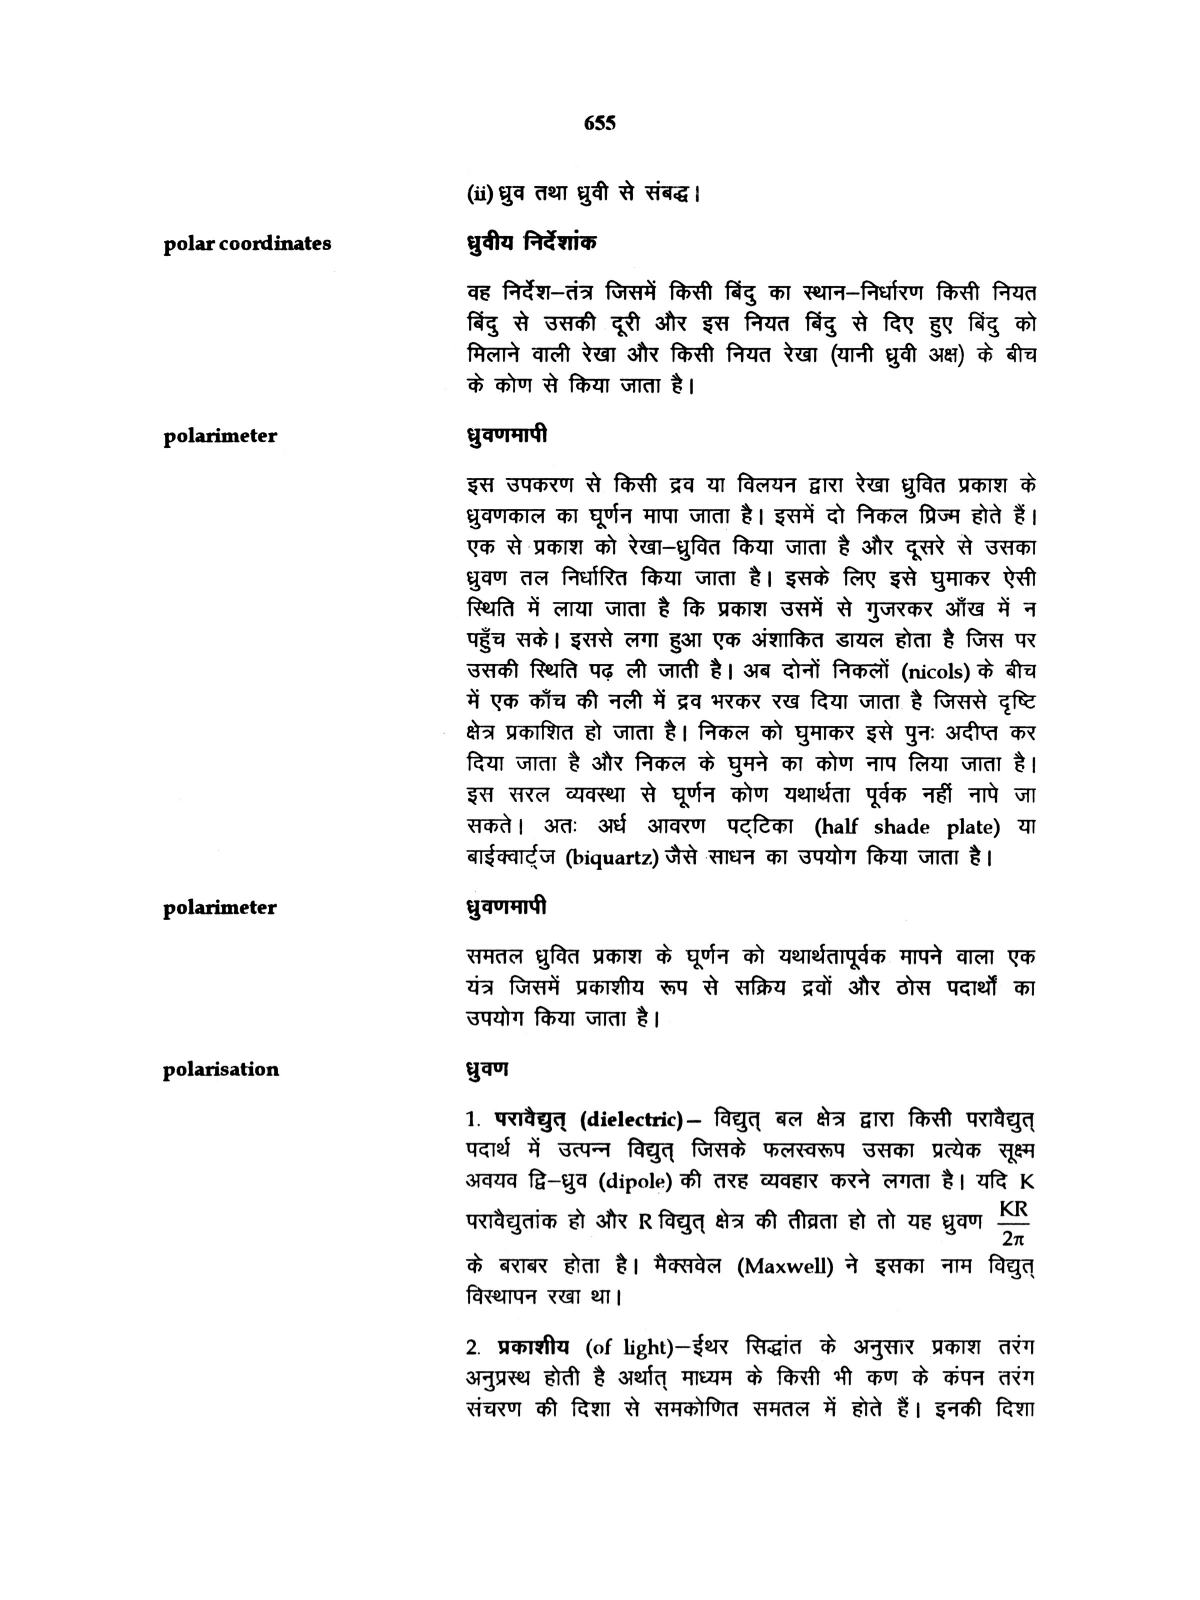 655
(ii) ध्रुव तथा ध्रुवी से संबद्ध।
polar coordinates ध्रुवीय निर्देशांक
वह निर्देश–तंत्र जिसमें किसी बिंदु का स्थान–निर्धारण किसी नियत
बिंदु से उसकी दूरी और इस नियत बिंदु से दिए हुए बिंदु को
मिलाने वाली रेखा और किसी नियत रेखा (यानी ध्रुवी अक्ष) के बीच
के कोण से किया जाता है।
polarimeter ध्रुवणमापी
इस उपकरण से किसी द्रव या विलयन द्वारा रेखा ध्रुवित प्रकाश के
ध्रुवणकाल का घूर्णन मापा जाता है। इसमें दो निकल प्रिज्म होते हैं।
एक से प्रकाश को रेखा–ध्रुवित किया जाता है और दूसरे से उसका
ध्रुवण तल निर्धारित किया जाता है। इसके लिए इसे घुमाकर ऐसी
स्थिति में लाया जाता है कि प्रकाश उसमें से गुजरकर आँख में न
पहुँच सके। इससे लगा हुआ एक अंशाकित डायल होता है जिस पर
उसकी स्थिति पढ़ ली जाती है। अब दोनों निकलों (nicols) के बीच
में एक काँच की नली में द्रव भरकर रख दिया जाता है जिससे दृष्टि
क्षेत्र प्रकाशित हो जाता है। निकल को घुमाकर इसे पुनः अदीप्त कर
दिया जाता है और निकल के घुमने का कोण नाप लिया जाता है।
इस सरल व्यवस्था से घूर्णन कोण यथार्थता पूर्वक नहीं नापे जा
सकते। अतः अर्ध आवरण पट्टिका (half shade plate) या
बाईक्वार्ट्ज (biquartz) जैसे साधन का उपयोग किया जाता है।
polarimeter ध्रुवणमापी
समतल ध्रुवित प्रकाश के घूर्णन को यथार्थतापूर्वक मापने वाला एक
यंत्र जिसमें प्रकाशीय रूप से सक्रिय द्रवों और ठोस पदार्थों का
उपयोग किया जाता है।
polarisation ध्रुवण
1. परावैद्युत् (dielectric)– विद्युत् बल क्षेत्र द्वारा किसी परावैद्युत्
पदार्थ में उत्पन्न विद्युत् जिसके फलस्वरूप उसका प्रत्येक सूक्ष्म
अवयव द्वि–ध्रुव (dipole) की तरह व्यवहार करने लगता है। यदि K
परावैद्युतांक हो और R विद्युत् क्षेत्र की तीव्रता हो तो यह ध्रुवण KR/2π
के बराबर होता है। मैक्सवेल (Maxwell) ने इसका नाम विद्युत्
विस्थापन रखा था।
2. प्रकाशीय (of light)–ईथर सिद्धांत के अनुसार प्रकाश तरंग
अनुप्रस्थ होती है अर्थात् माध्यम के किसी भी कण के कंपन तरंग
संचरण की दिशा से समकोणित समतल में होते हैं। इनकी दिशा